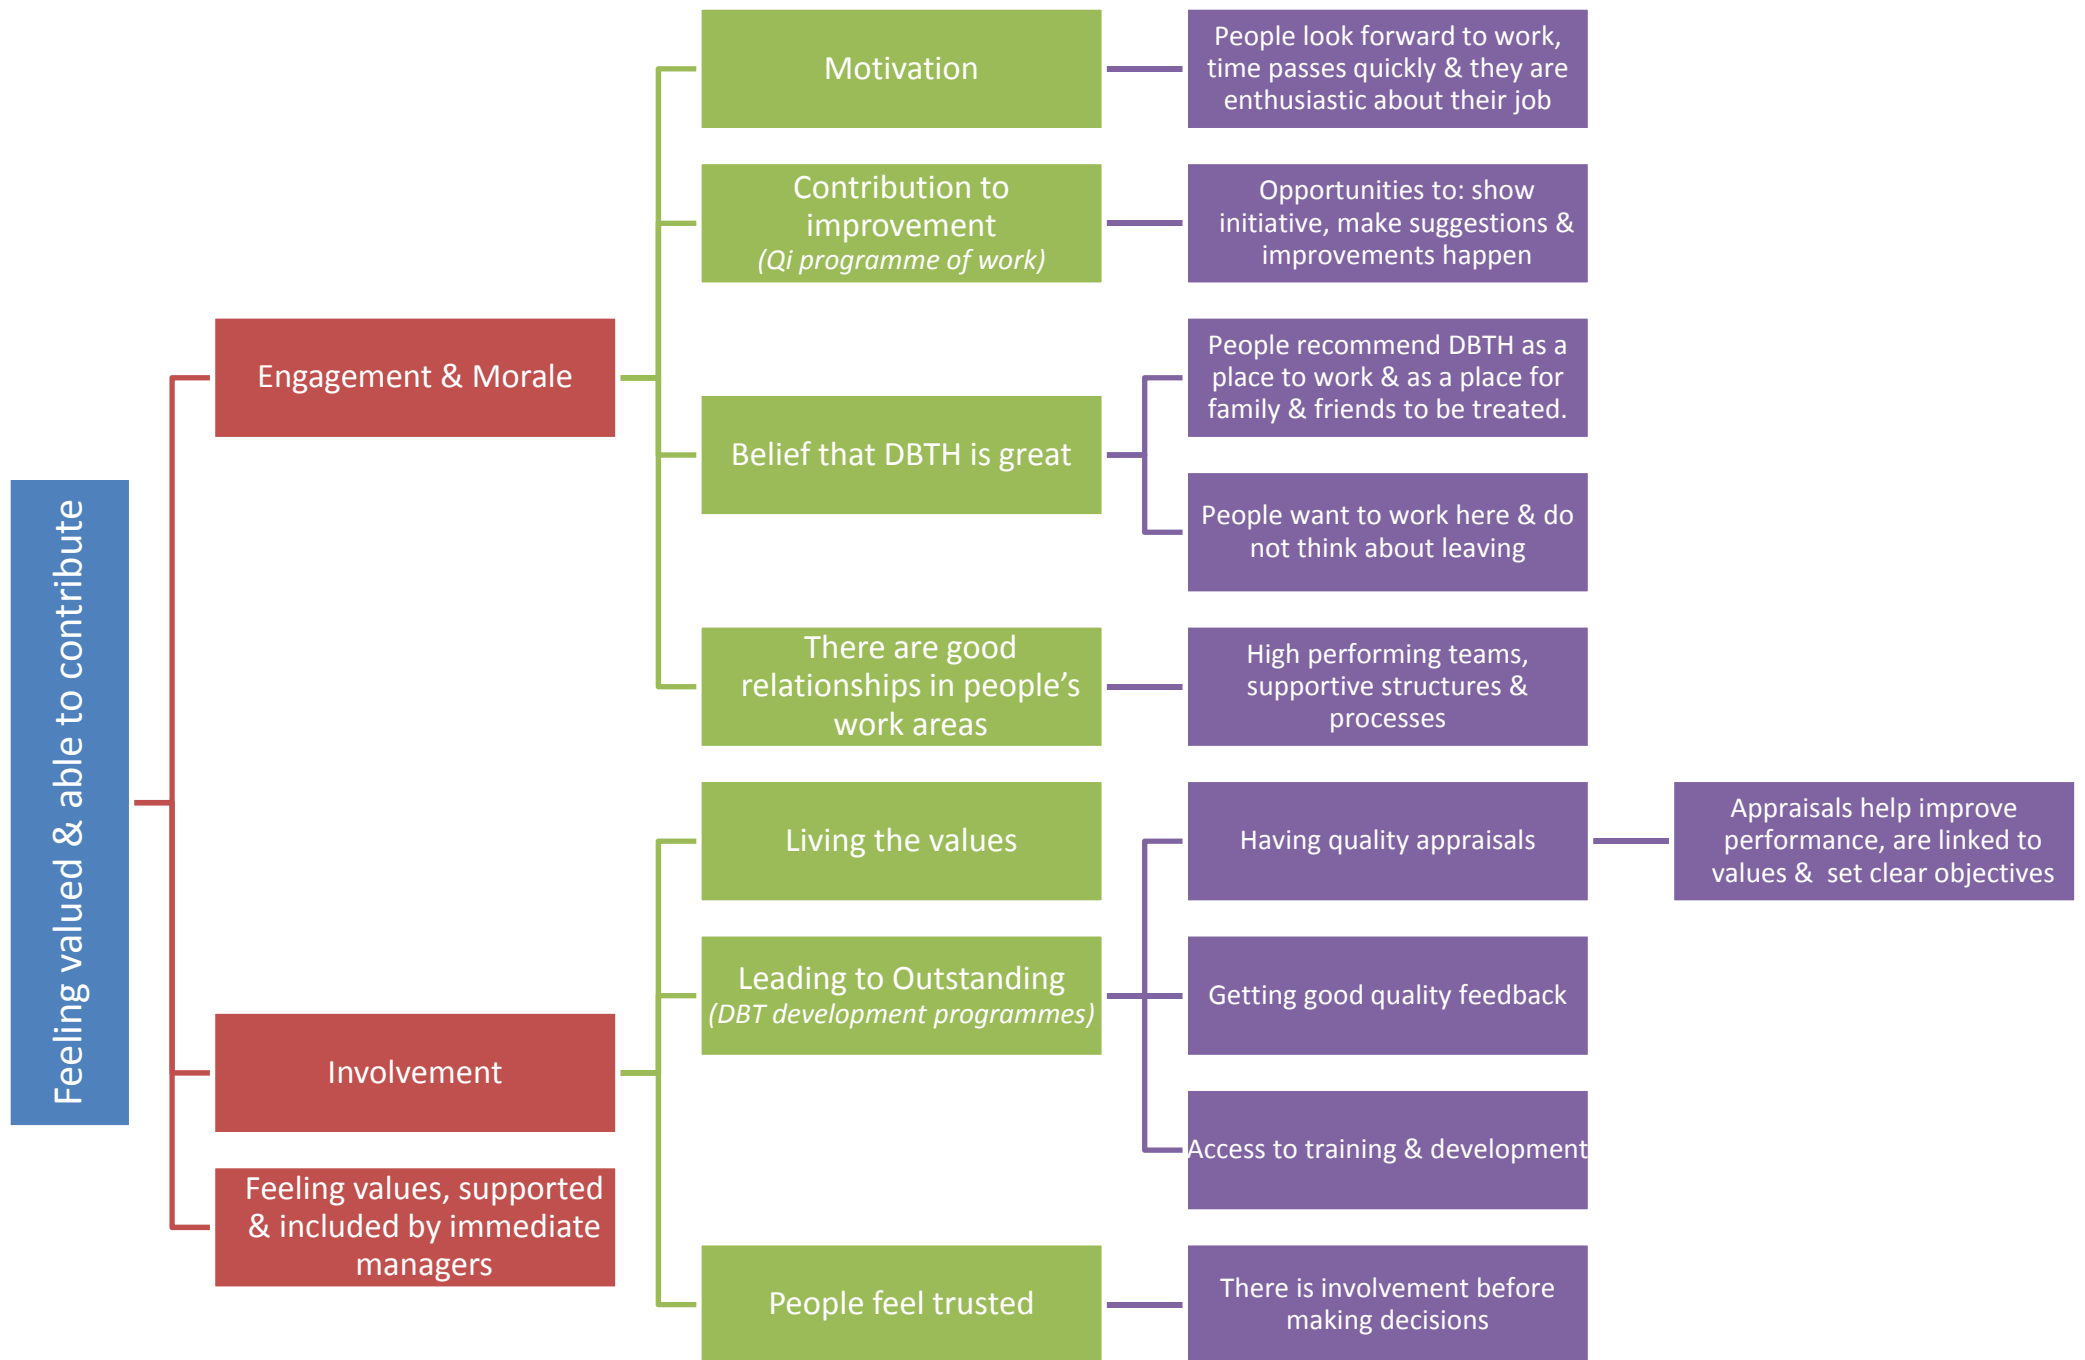 Feeling valued & able to contribute
Engagement & Morale
Motivation
People look forward to work,
time passes quickly & they are
enthusiastic about their job
Contribution to
improvement
(Qi programme of work)
Opportunities to: show
initiative, make suggestions &
improvements happen
Belief that DBTH is great
People recommend DBTH as a
place to work & as a place for
family & friends to be treated.
People want to work here & do
not think about leaving
There are good
relationships in people’s
work areas
High performing teams,
supportive structures &
processes
Involvement
Living the values
Leading to Outstanding
(DBT development programmes)
Having quality appraisals
Appraisals help improve
performance, are linked to
values &  set clear objectives
Getting good quality feedback
Access to training & development
People feel trusted
There is involvement before
making decisions
Feeling values, supported
& included by immediate
managers